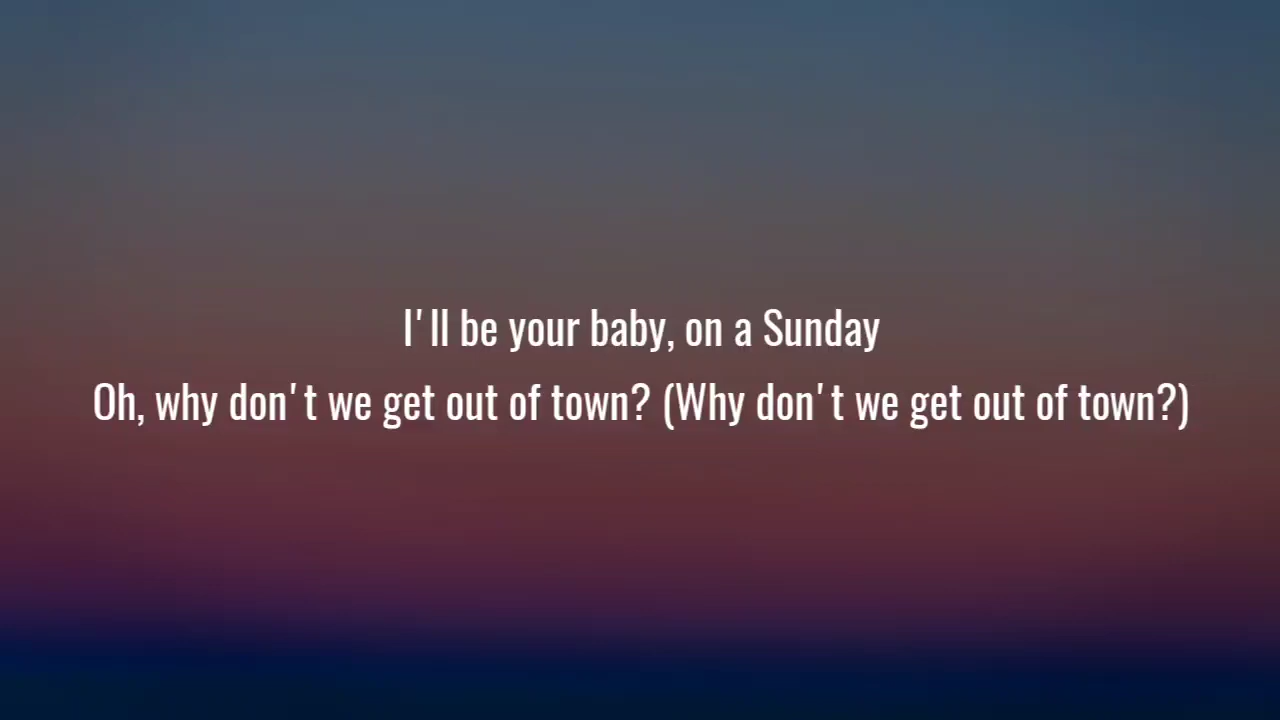 I'll be your baby, on a Sunday
Oh, why don't we get out of town? (Why don't we get out of town?)